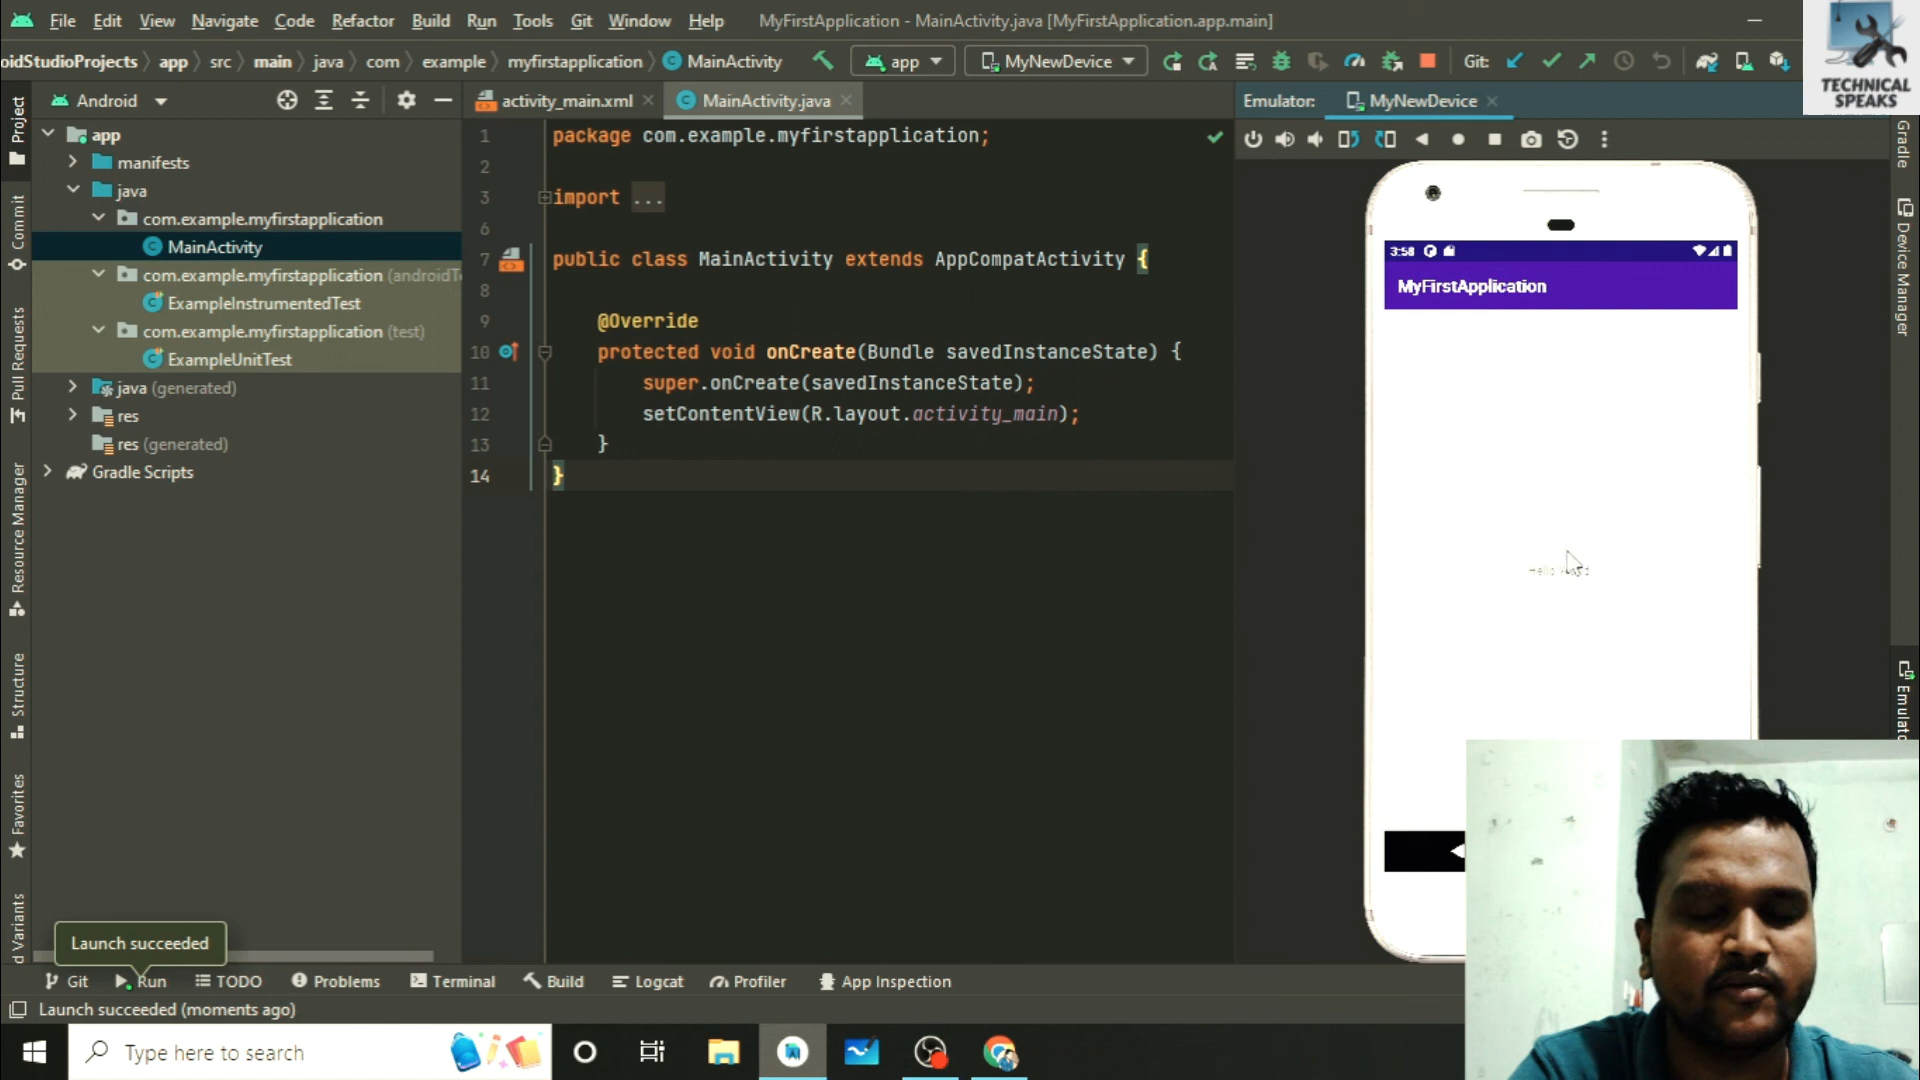 File Edit View Navigate Code Refactor Build Run Tools Git Window Help MyFirstApplication - MainActivity.java [MyFirstApplication.app.main]
oidStudioProjects app src main java com example myfirstapplication MainActivity app MyNewDevice Git:
TECHNICAL
SPEAKS
Android
activity_main.xml MainActivity.java
Emulator: MyNewDevice
Project
Commit
Pull Requests
Resource Manager
Structure
Favorites
d Variants
app
manifests
java
com.example.myfirstapplication
MainActivity
com.example.myfirstapplication (androidT
ExampleInstrumentedTest
com.example.myfirstapplication (test)
ExampleUnitTest
java (generated)
res
res (generated)
Gradle Scripts
1 package com.example.myfirstapplication;
2
3 import ...
6
7 public class MainActivity extends AppCompatActivity {
8
9 @Override
10 protected void onCreate(Bundle savedInstanceState) {
11 super.onCreate(savedInstanceState);
12 setContentView(R.layout.activity_main);
13 }
14 }
3:58
MyFirstApplication
Hello
Gradle
Device Manager
Emulato
Launch succeeded
Git Run TODO Problems Terminal Build Logcat Profiler App Inspection
Launch succeeded (moments ago)
Type here to search